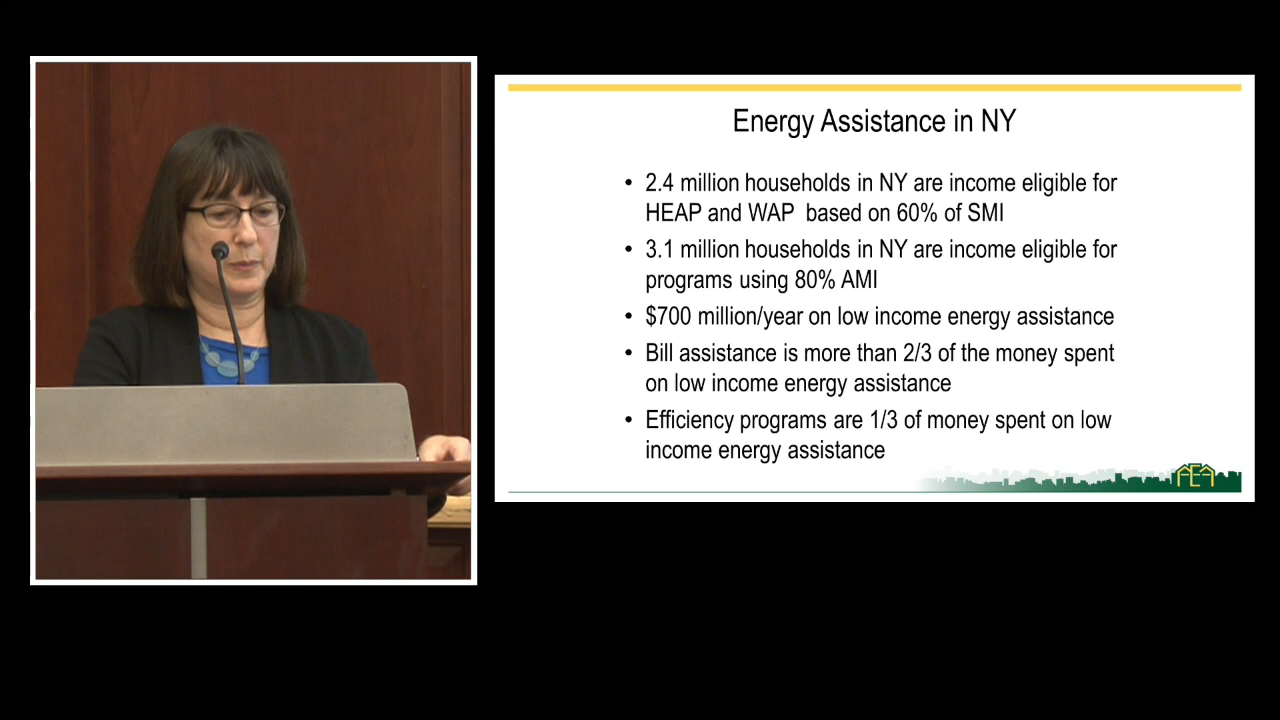 Energy Assistance in NY
• 2.4 million households in NY are income eligible for
HEAP and WAP based on 60% of SMI
• 3.1 million households in NY are income eligible for
programs using 80% AMI
• $700 million/year on low income energy assistance
• Bill assistance is more than 2/3 of the money spent
on low income energy assistance
• Efficiency programs are 1/3 of money spent on low
income energy assistance
AEA